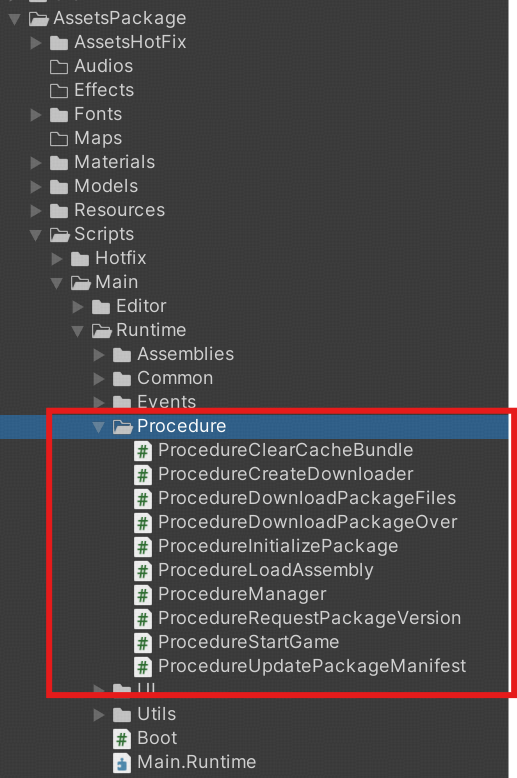 AssetsPackage
AssetsHotFix
Audios
Effects
Fonts
Maps
Materials
Models
Resources
Scripts
Hotfix
Main
Editor
Runtime
Assemblies
Common
Events
Procedure
ProcedureClearCacheBundle
ProcedureCreateDownloader
ProcedureDownloadPackageFiles
ProcedureDownloadPackageOver
ProcedureInitializePackage
ProcedureLoadAssembly
ProcedureManager
ProcedureRequestPackageVersion
ProcedureStartGame
ProcedureUpdatePackageManifest
UI
Utils
Boot
Main.Runtime